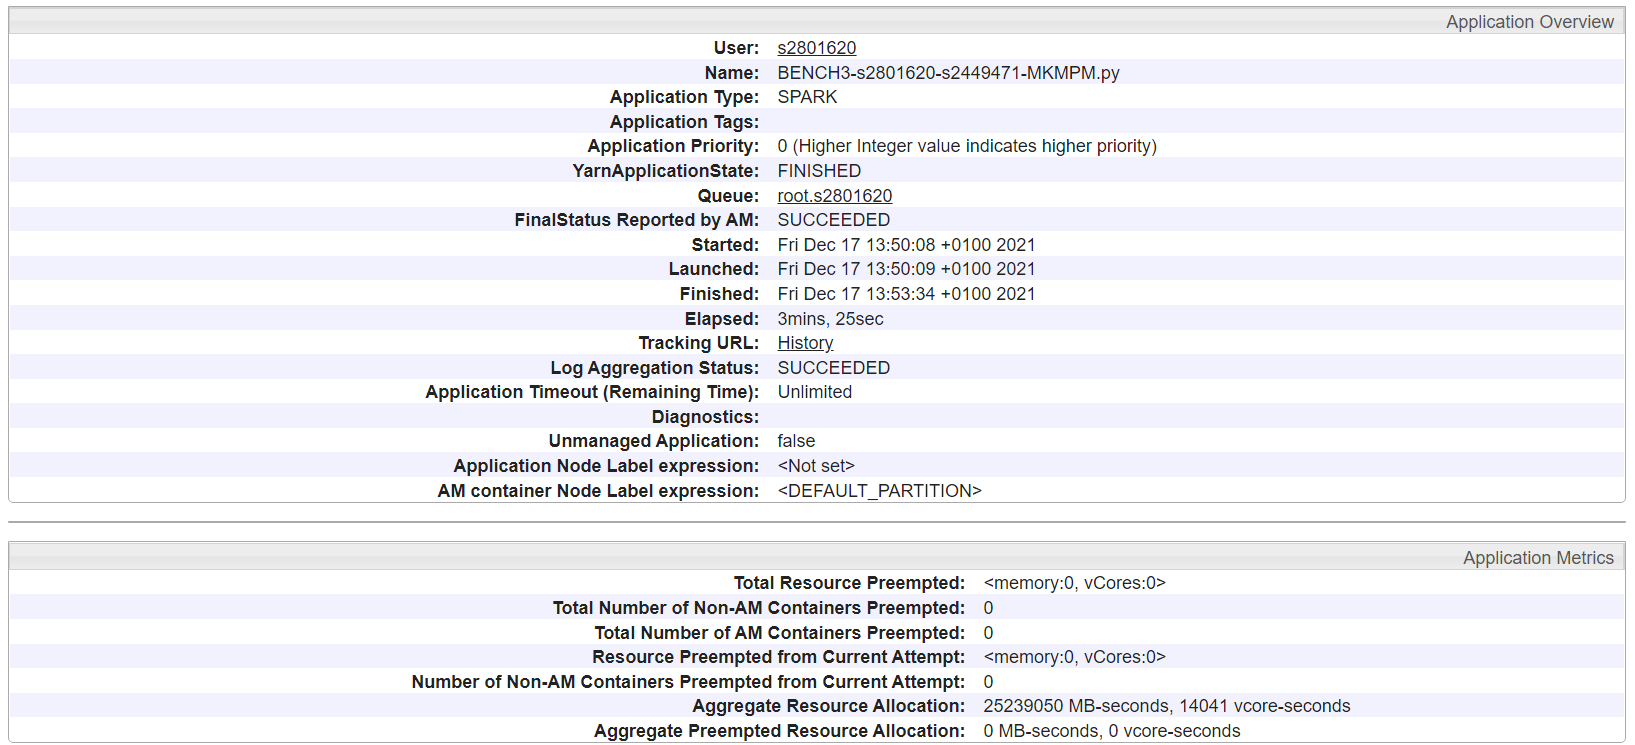 Application Overview
User: s2801620
Name: BENCH3-s2801620-s2449471-MKMPM.py
Application Type: SPARK
Application Tags:
Application Priority: 0 (Higher Integer value indicates higher priority)
YarnApplicationState: FINISHED
Queue: root.s2801620
FinalStatus Reported by AM: SUCCEEDED
Started: Fri Dec 17 13:50:08 +0100 2021
Launched: Fri Dec 17 13:50:09 +0100 2021
Finished: Fri Dec 17 13:53:34 +0100 2021
Elapsed: 3mins, 25sec
Tracking URL: History
Log Aggregation Status: SUCCEEDED
Application Timeout (Remaining Time): Unlimited
Diagnostics:
Unmanaged Application: false
Application Node Label expression: <Not set>
AM container Node Label expression: <DEFAULT_PARTITION>
Application Metrics
Total Resource Preempted: <memory:0, vCores:0>
Total Number of Non-AM Containers Preempted: 0
Total Number of AM Containers Preempted: 0
Resource Preempted from Current Attempt: <memory:0, vCores:0>
Number of Non-AM Containers Preempted from Current Attempt: 0
Aggregate Resource Allocation: 25239050 MB-seconds, 14041 vcore-seconds
Aggregate Preempted Resource Allocation: 0 MB-seconds, 0 vcore-seconds